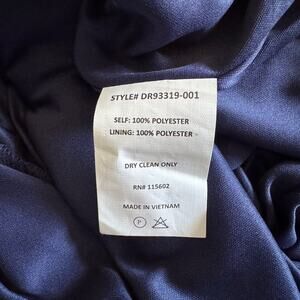 STYLE# DR93319-001
SELF: 100% POLYESTER
LINING: 100% POLYESTER
DRY CLEAN ONLY
RN# 115602
MADE IN VIETNAM
P